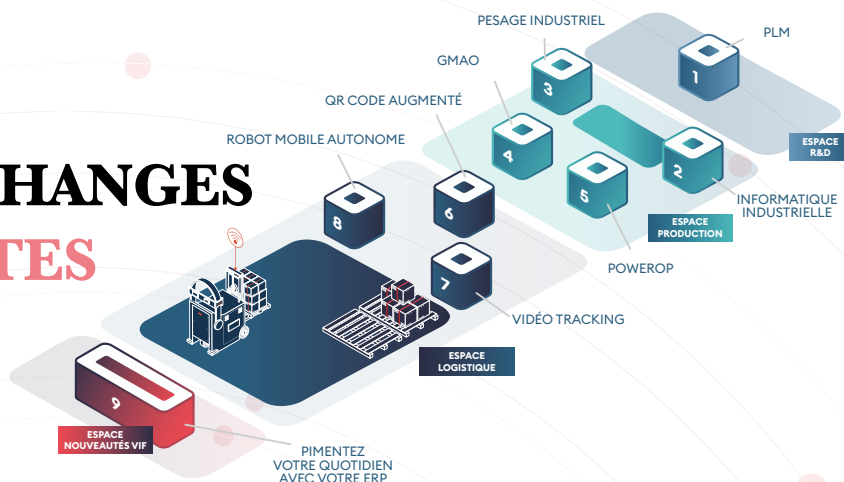 PESAGE INDUSTRIEL
PLM
GMAO
1
3
QR CODE AUGMENTÉ
ESPACE
R&D
ROBOT MOBILE AUTONOME
4
2
HANGES
5
INFORMATIQUE
INDUSTRIELLE
6
8
ESPACE
PRODUCTION
TES
POWEROP
7
VIDÉO TRACKING
ESPACE
LOGISTIQUE
9
ESPACE
NOUVEAUTÉS VIF
PIMENTEZ
VOTRE QUOTIDIEN
AVEC VOTRE ERP